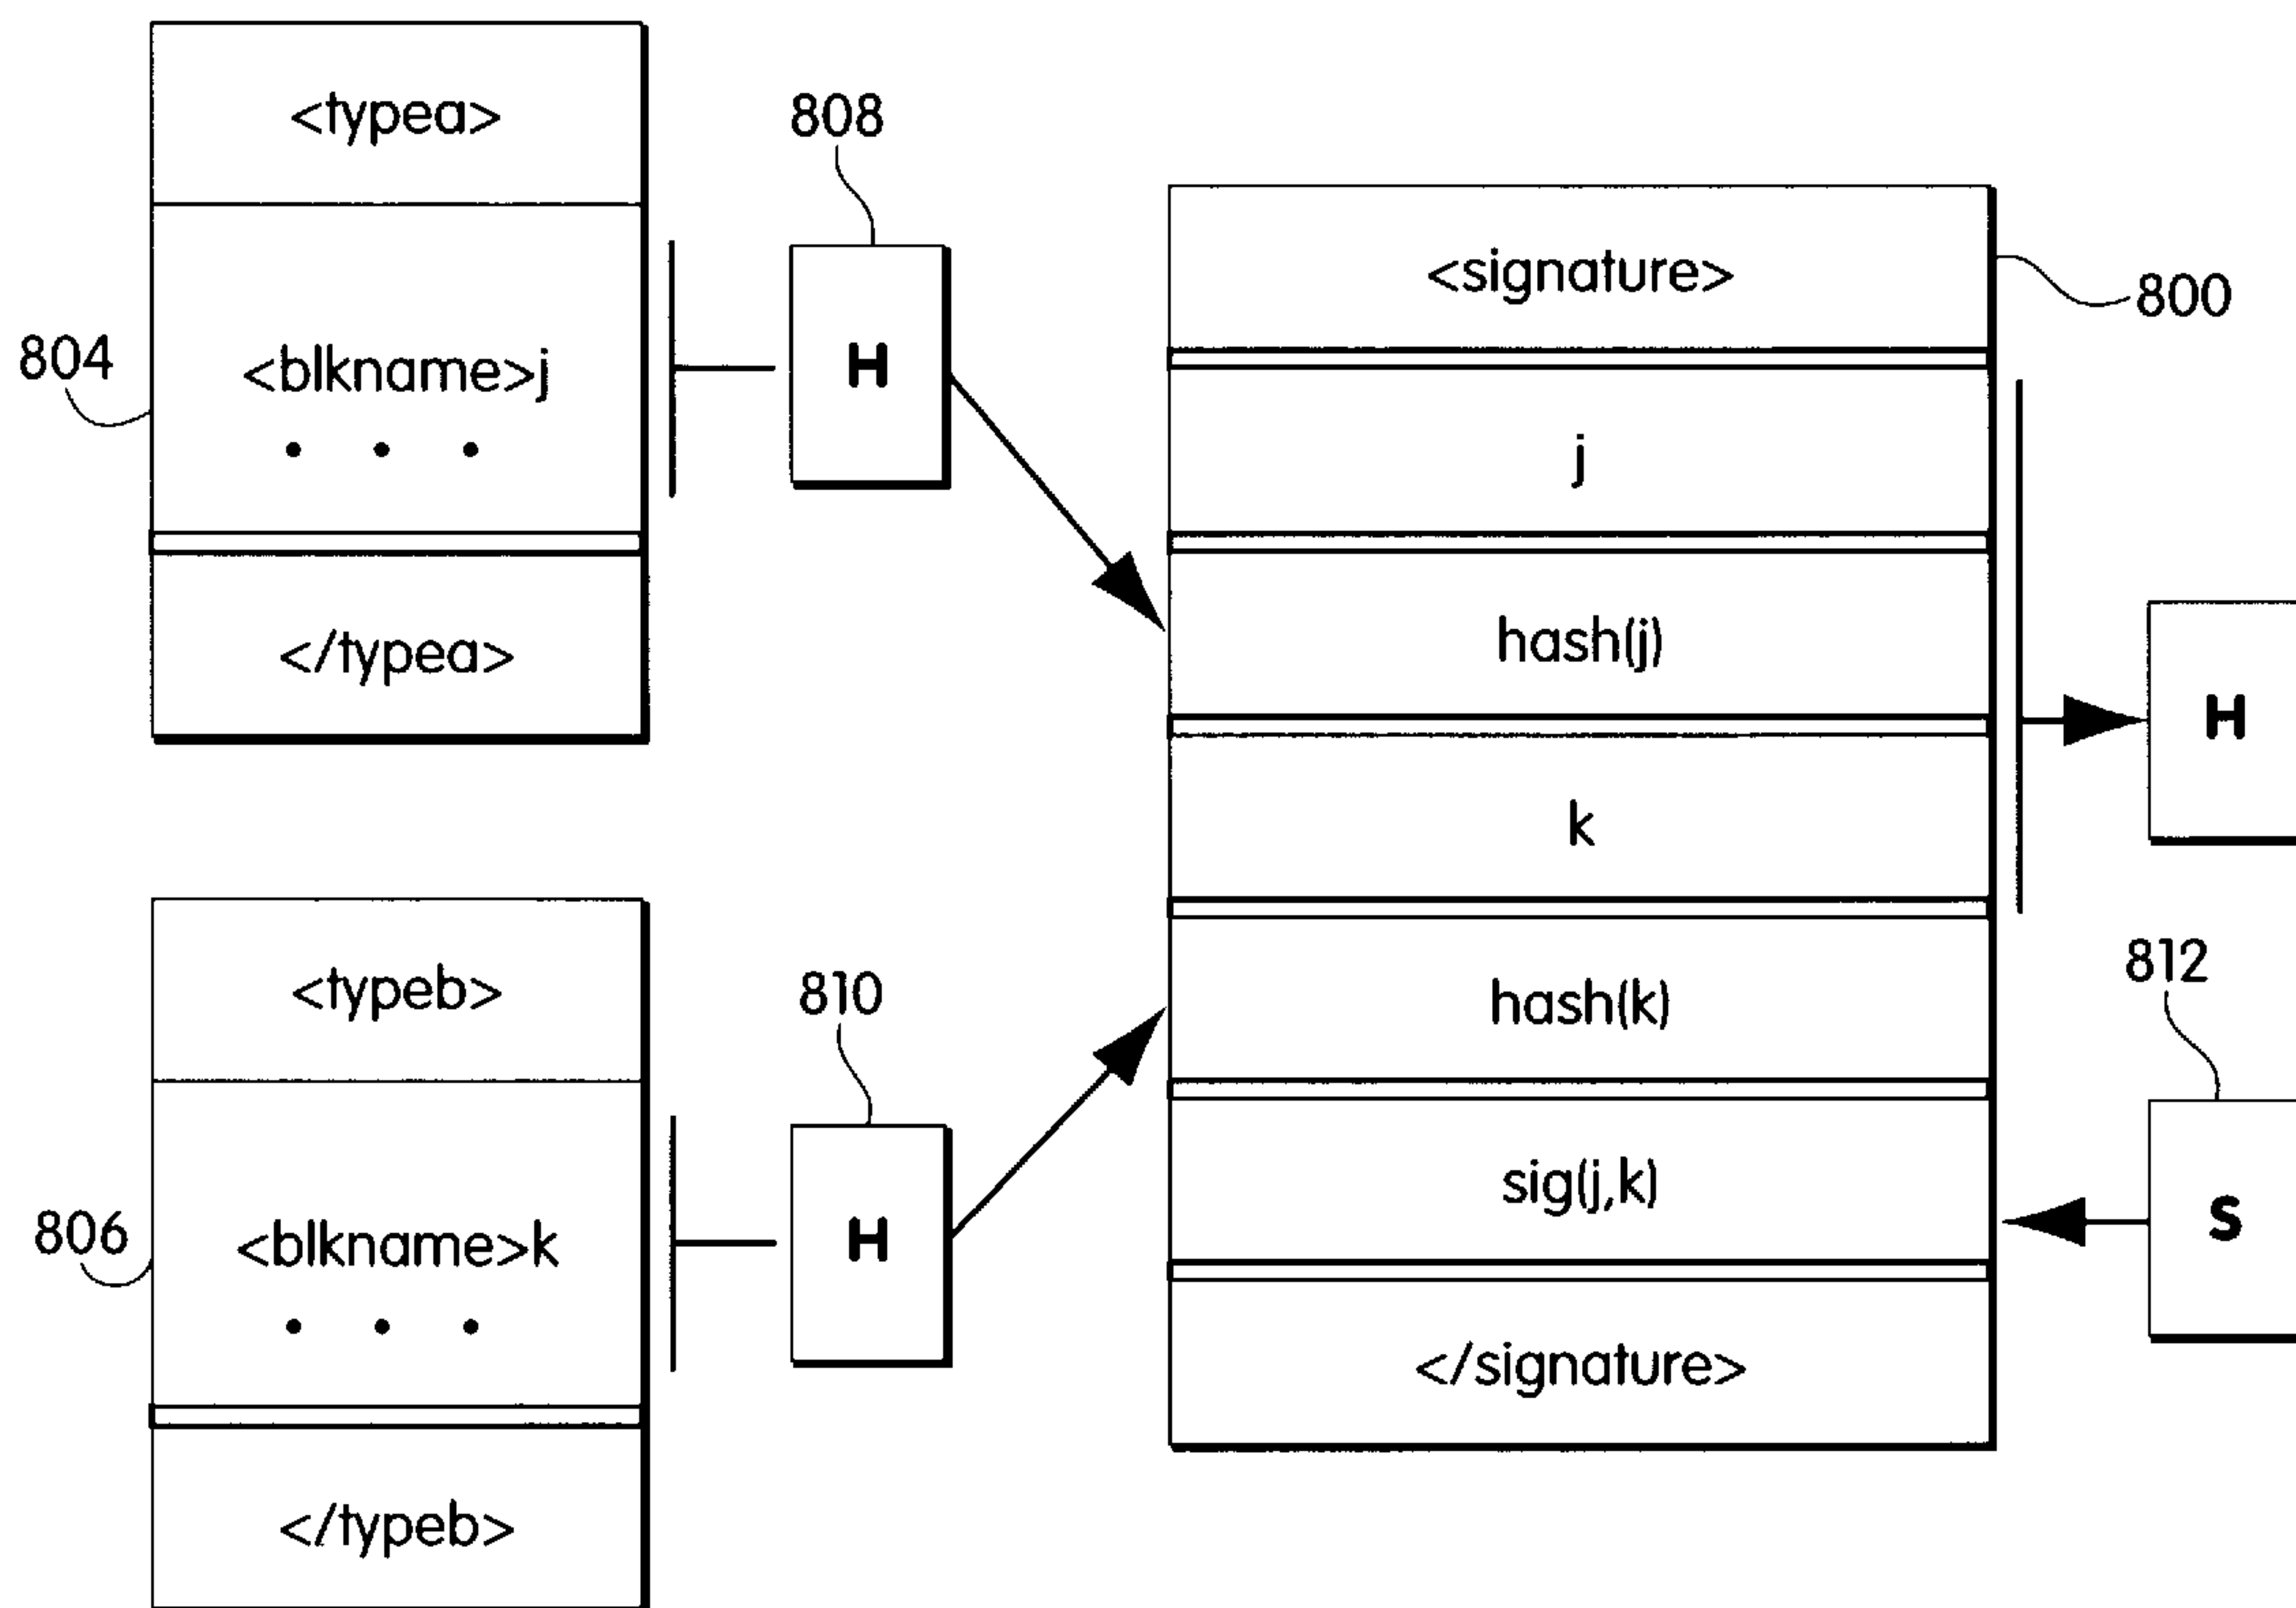 <typea>
808
<blkname>j
804
H
</typea>
<typeb>
810
<blkname>k
806
H
</typeb>
<signature>
800
j
hash(j)
H
k
hash(k)
812
sig(j,k)
S
</signature>